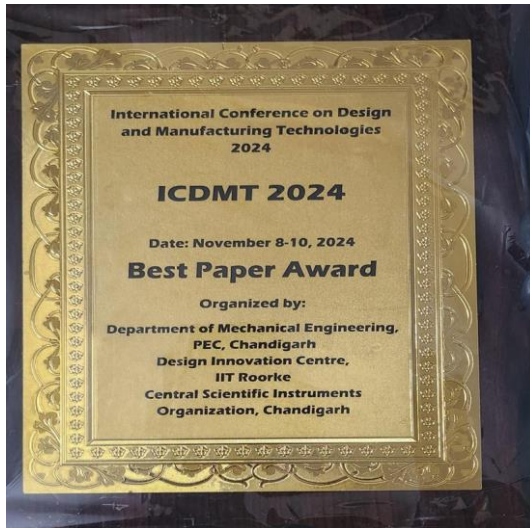 International Conference on Design
and Manufacturing Technologies
2024
ICDMT 2024
Date: November 8-10, 2024
Best Paper Award
Organized by:
Department of Mechanical Engineering,
PEC, Chandigarh
Design Innovation Centre,
IIT Roorke
Central Scientific Instruments
Organization, Chandigarh